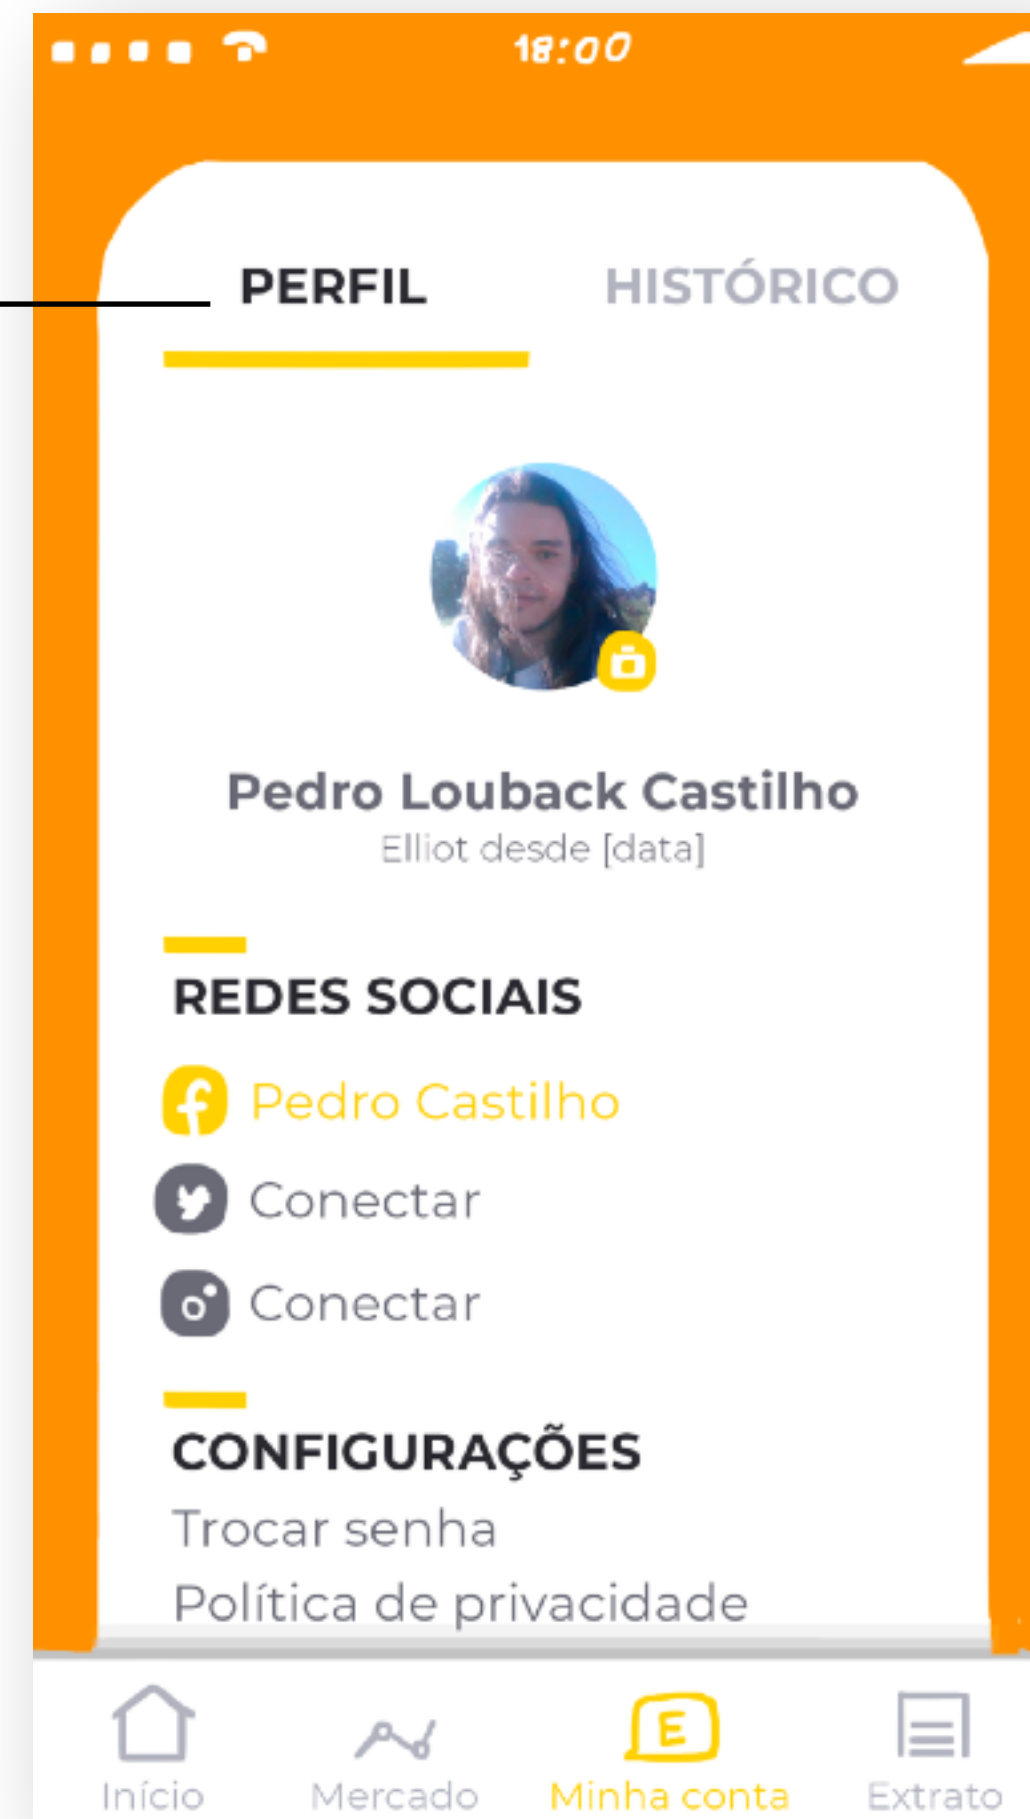 18:00
PERFIL HISTÓRICO
Pedro Louback Castilho
Elliot desde [data]
REDES SOCIAIS
Pedro Castilho
Conectar
Conectar
CONFIGURAÇÕES
Trocar senha
Política de privacidade
E
Início Mercado Minha conta Extrato